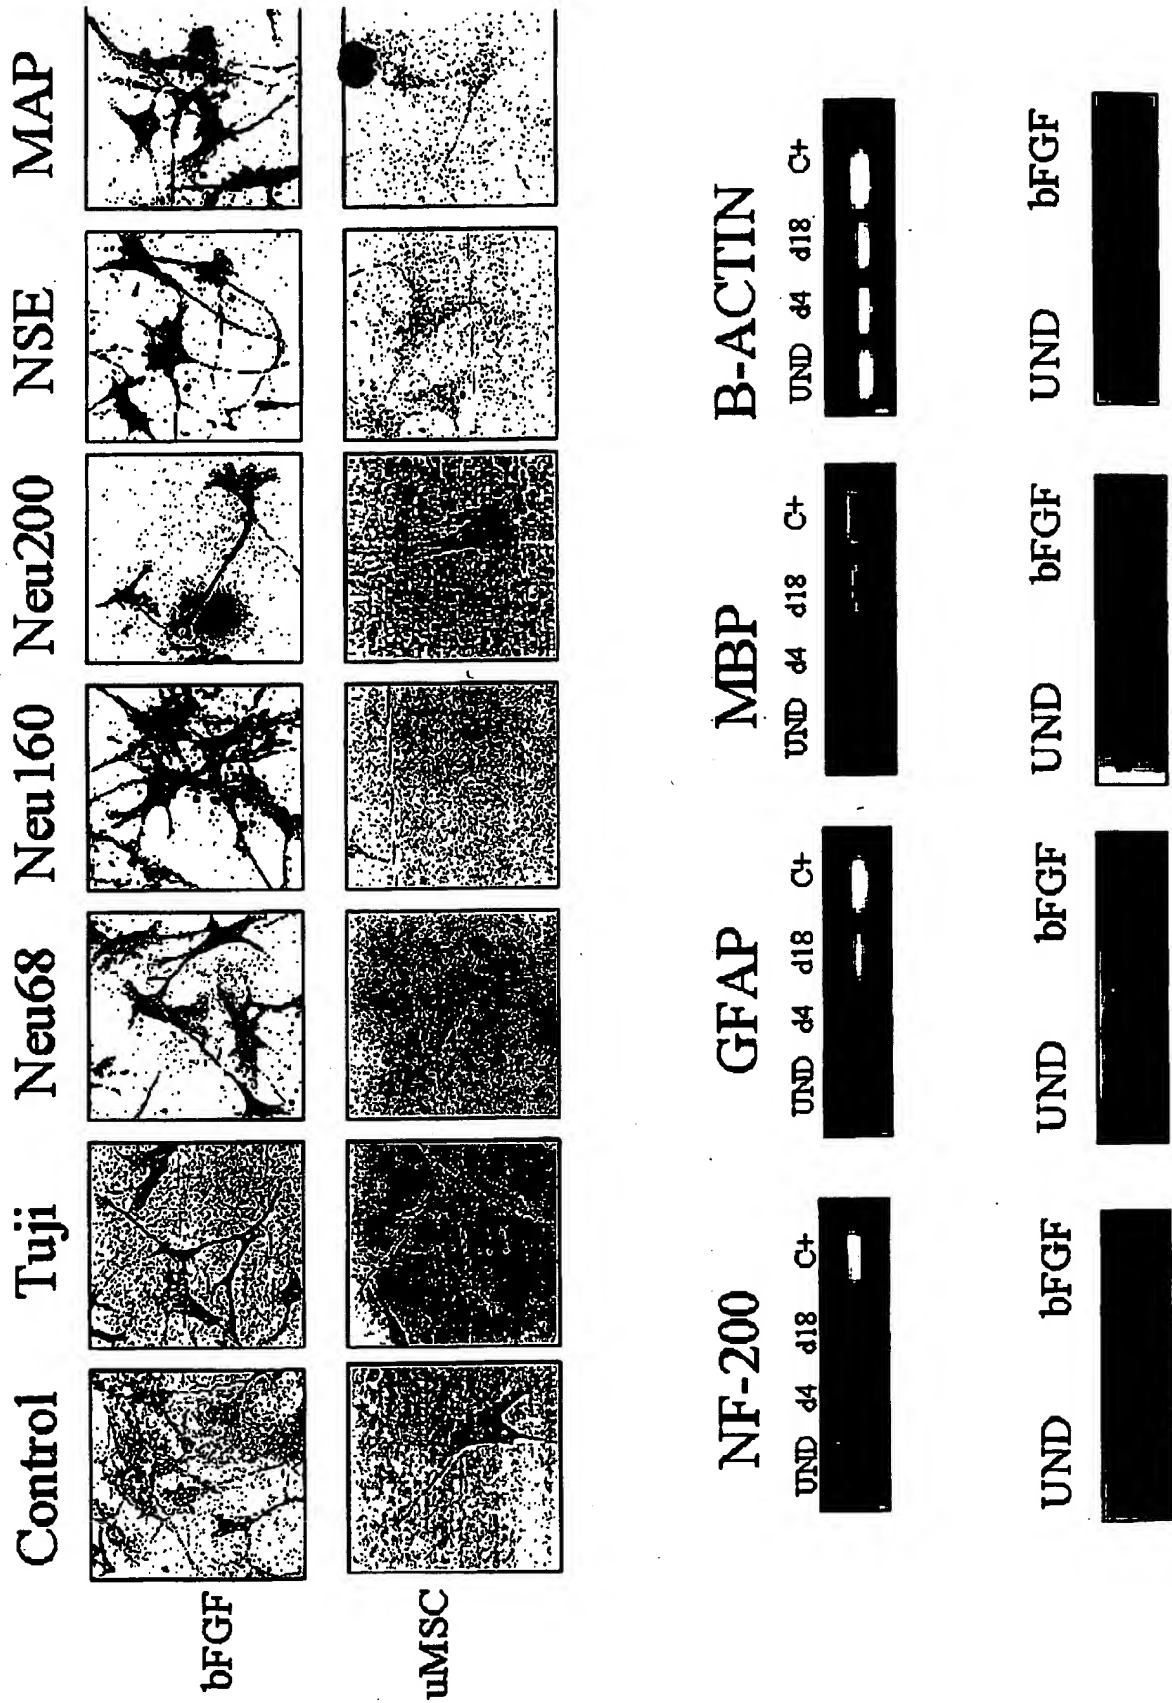 Control Tuji Neu68 Neu160 Neu200 NSE MAP
bFGF
uMSC
NF-200 GFAP MBP B-ACTIN
UND d4 d18 C+ UND d4 d18 C+ UND d4 d18 C+ UND d4 d18 C+
UND bFGF UND bFGF UND bFGF UND bFGF